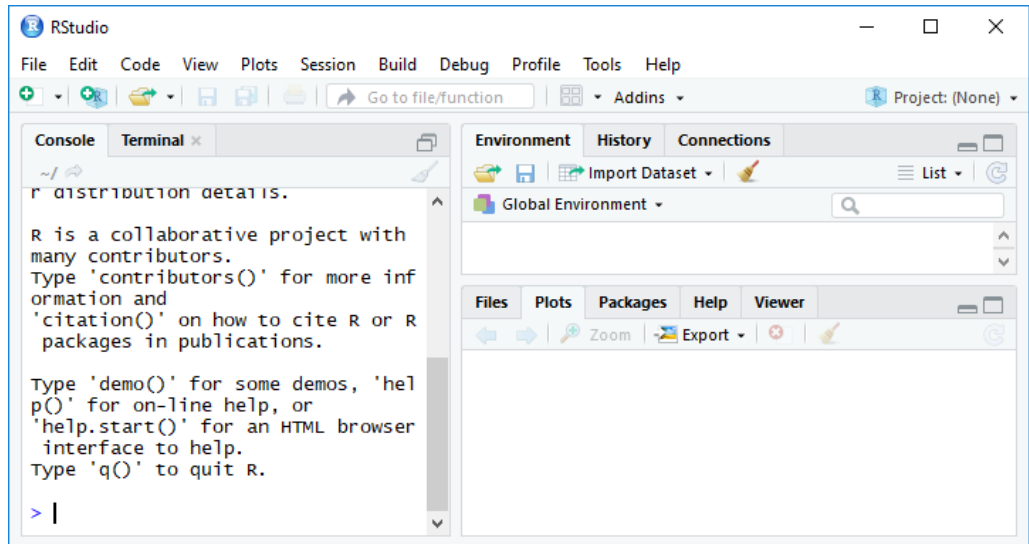 RStudio
File Edit Code View Plots Session Build Debug Profile Tools Help
Go to file/function Addins Project: (None)
Console Terminal
~/
r distribution details.
R is a collaborative project with
many contributors.
Type 'contributors()' for more inf
ormation and
'citation()' on how to cite R or R
packages in publications.
Type 'demo()' for some demos, 'hel
p()' for on-line help, or
'help.start()' for an HTML browser
interface to help.
Type 'q()' to quit R.
>
Environment History Connections
Import Dataset List
Global Environment
Files Plots Packages Help Viewer
Zoom Export